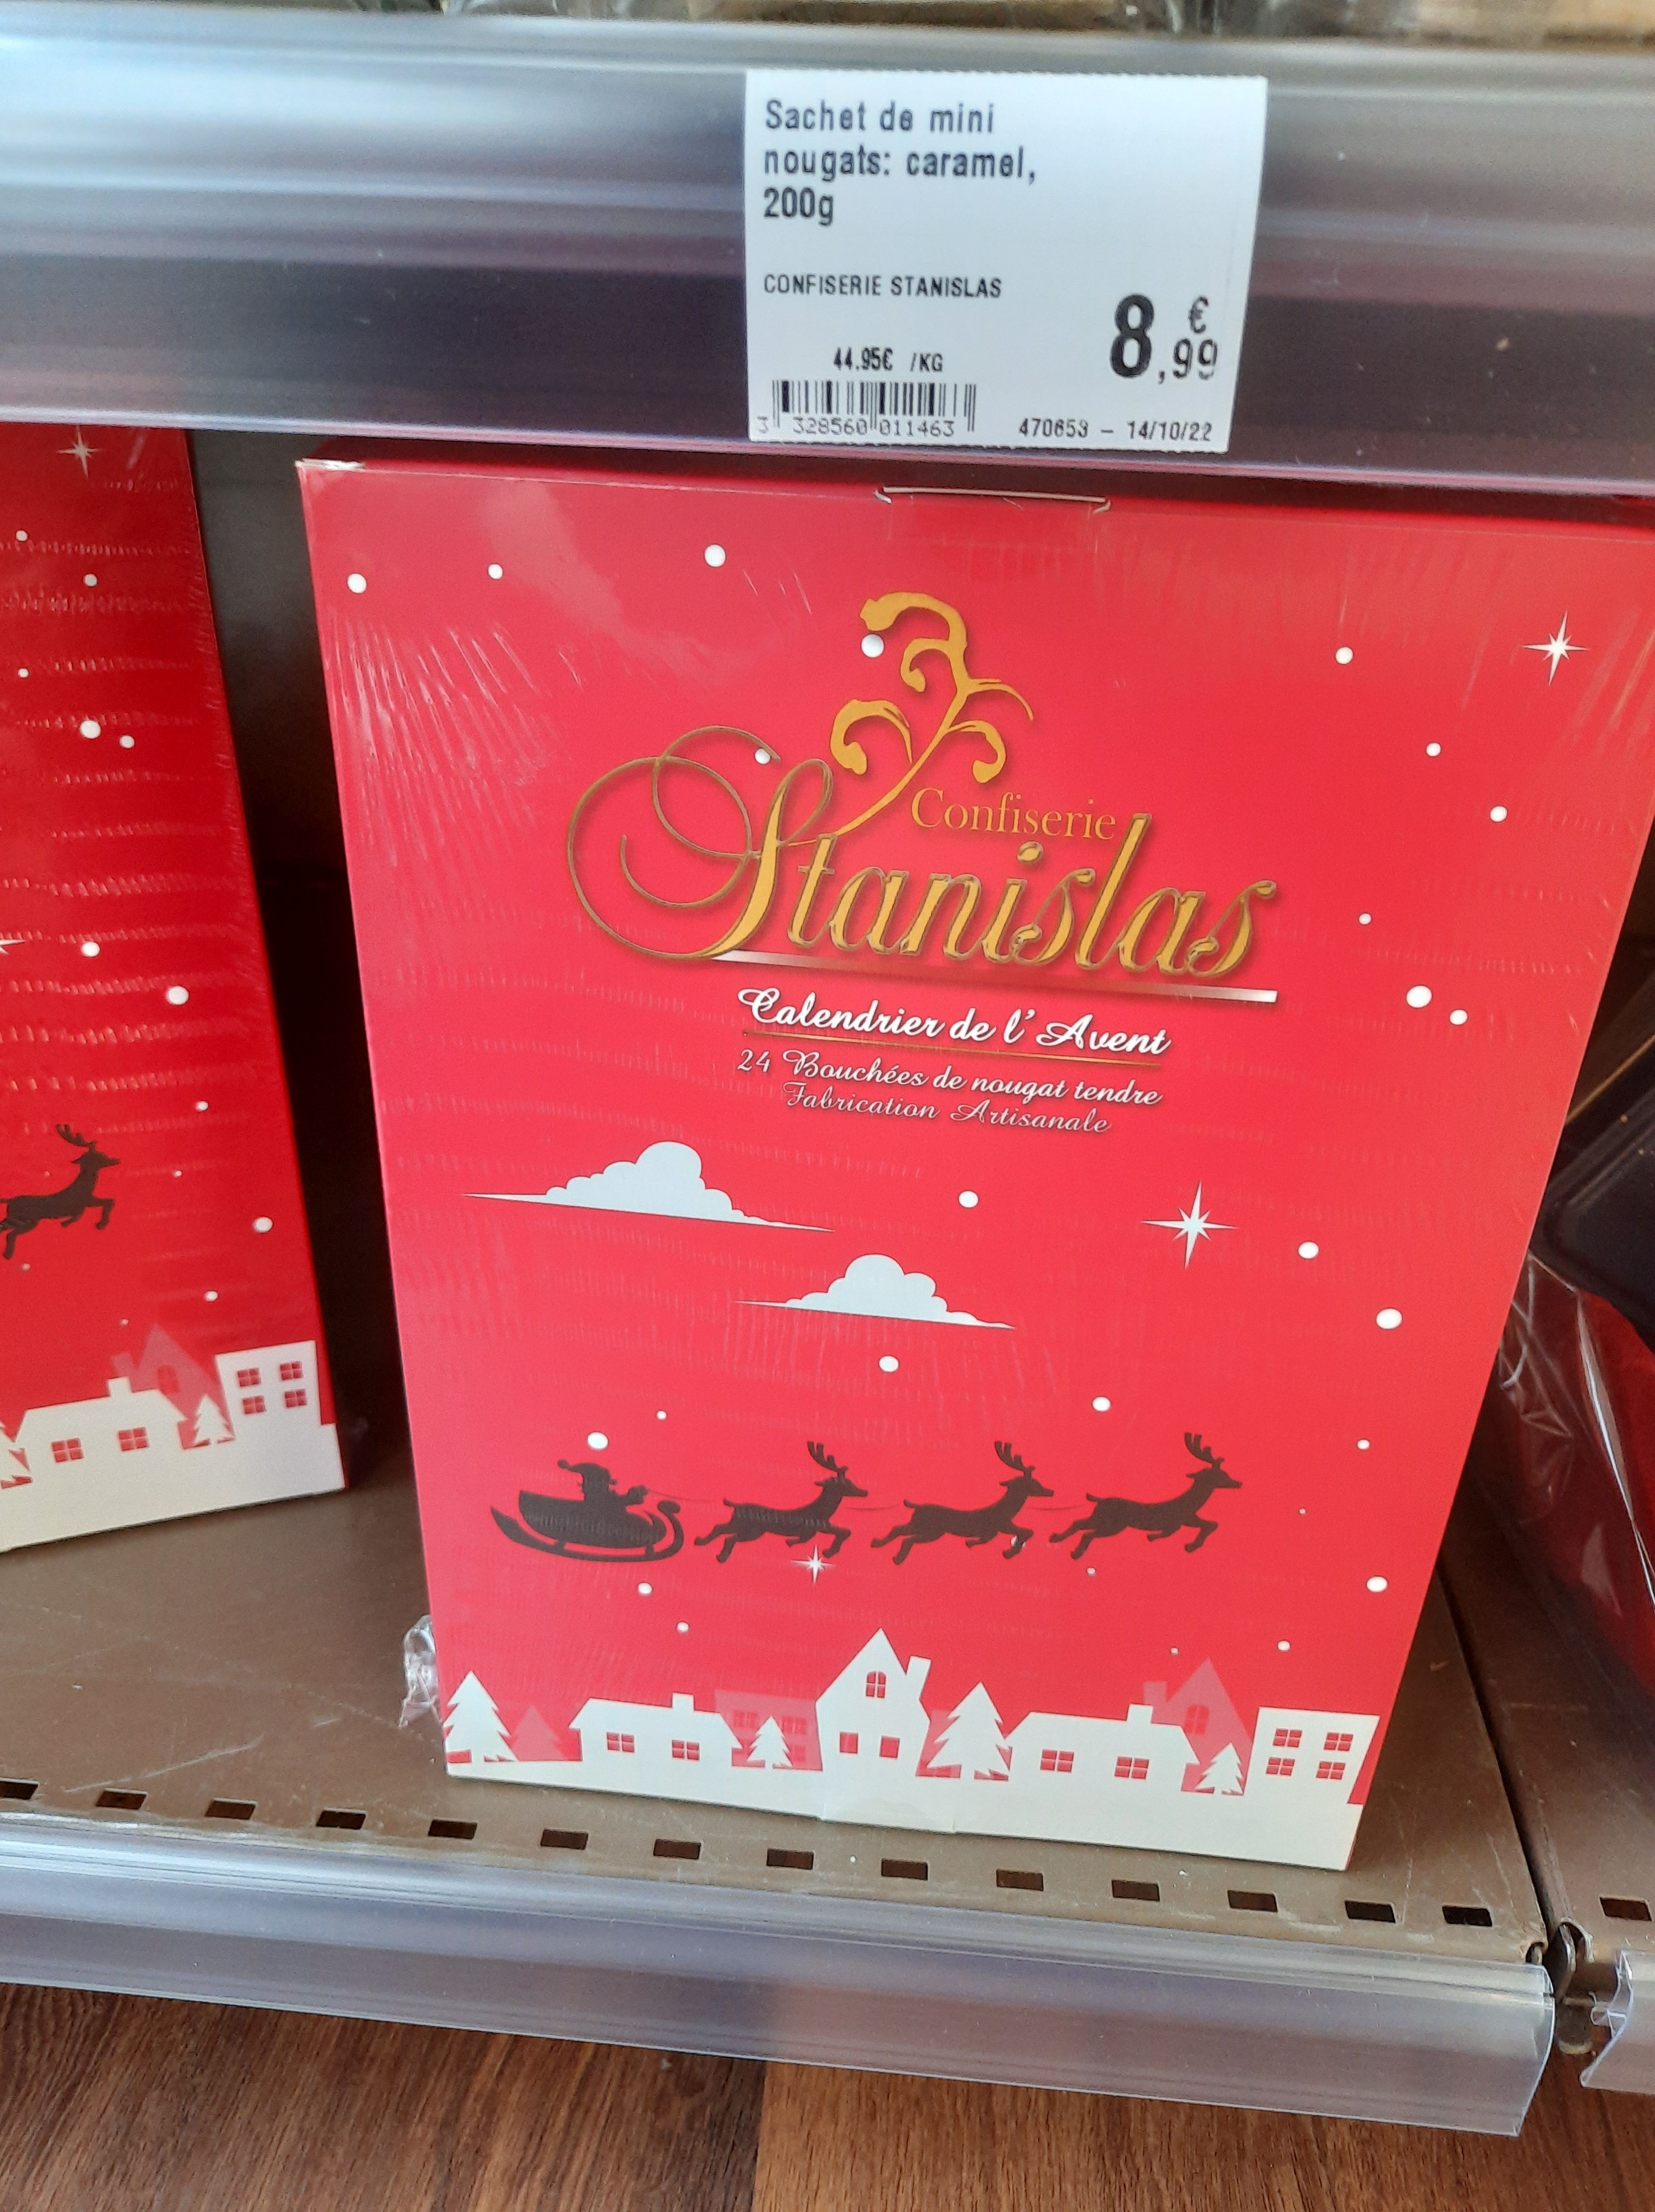 Sachet de mini
nougats: caramel,
200g
CONFISERIE STANISLAS
8,€99
44.95€ /KG
3 328560 011463
470653 - 14/10/22
Confiserie
Stanislas
Calendrier de l'Avent
24 Bouchées de nougat tendre
Fabrication Artisanale